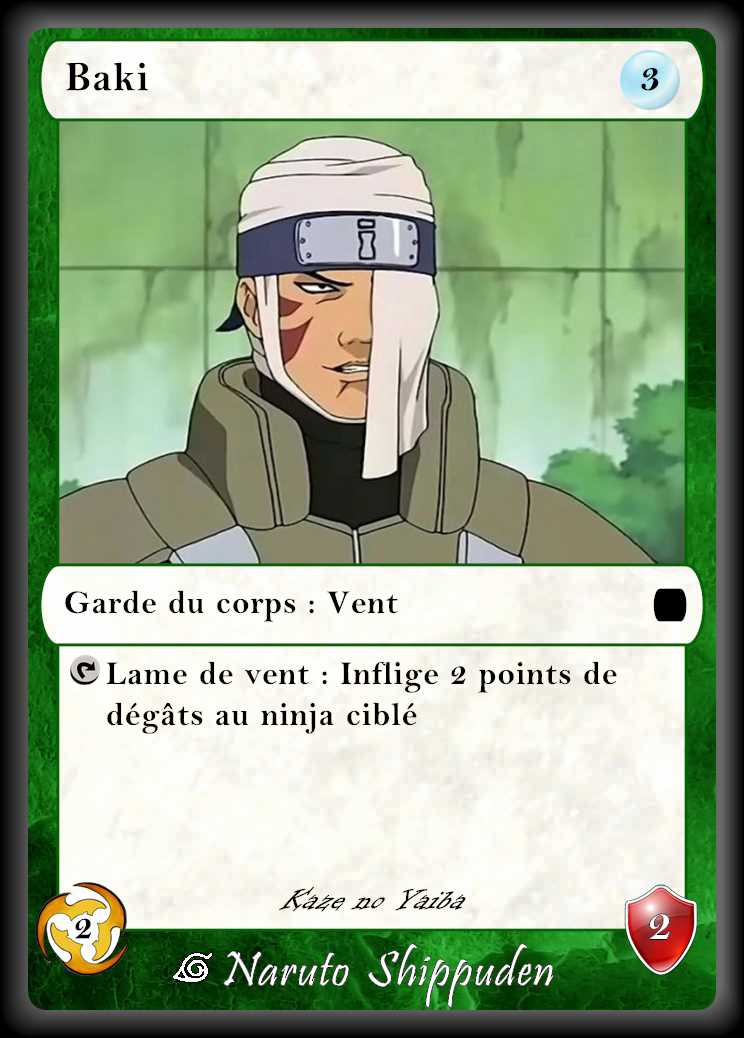 Baki
3
Garde du corps : Vent
Lame de vent : Inflige 2 points de
dégâts au ninja ciblé
Kaze no Yaiba
2
2
Naruto Shippuden